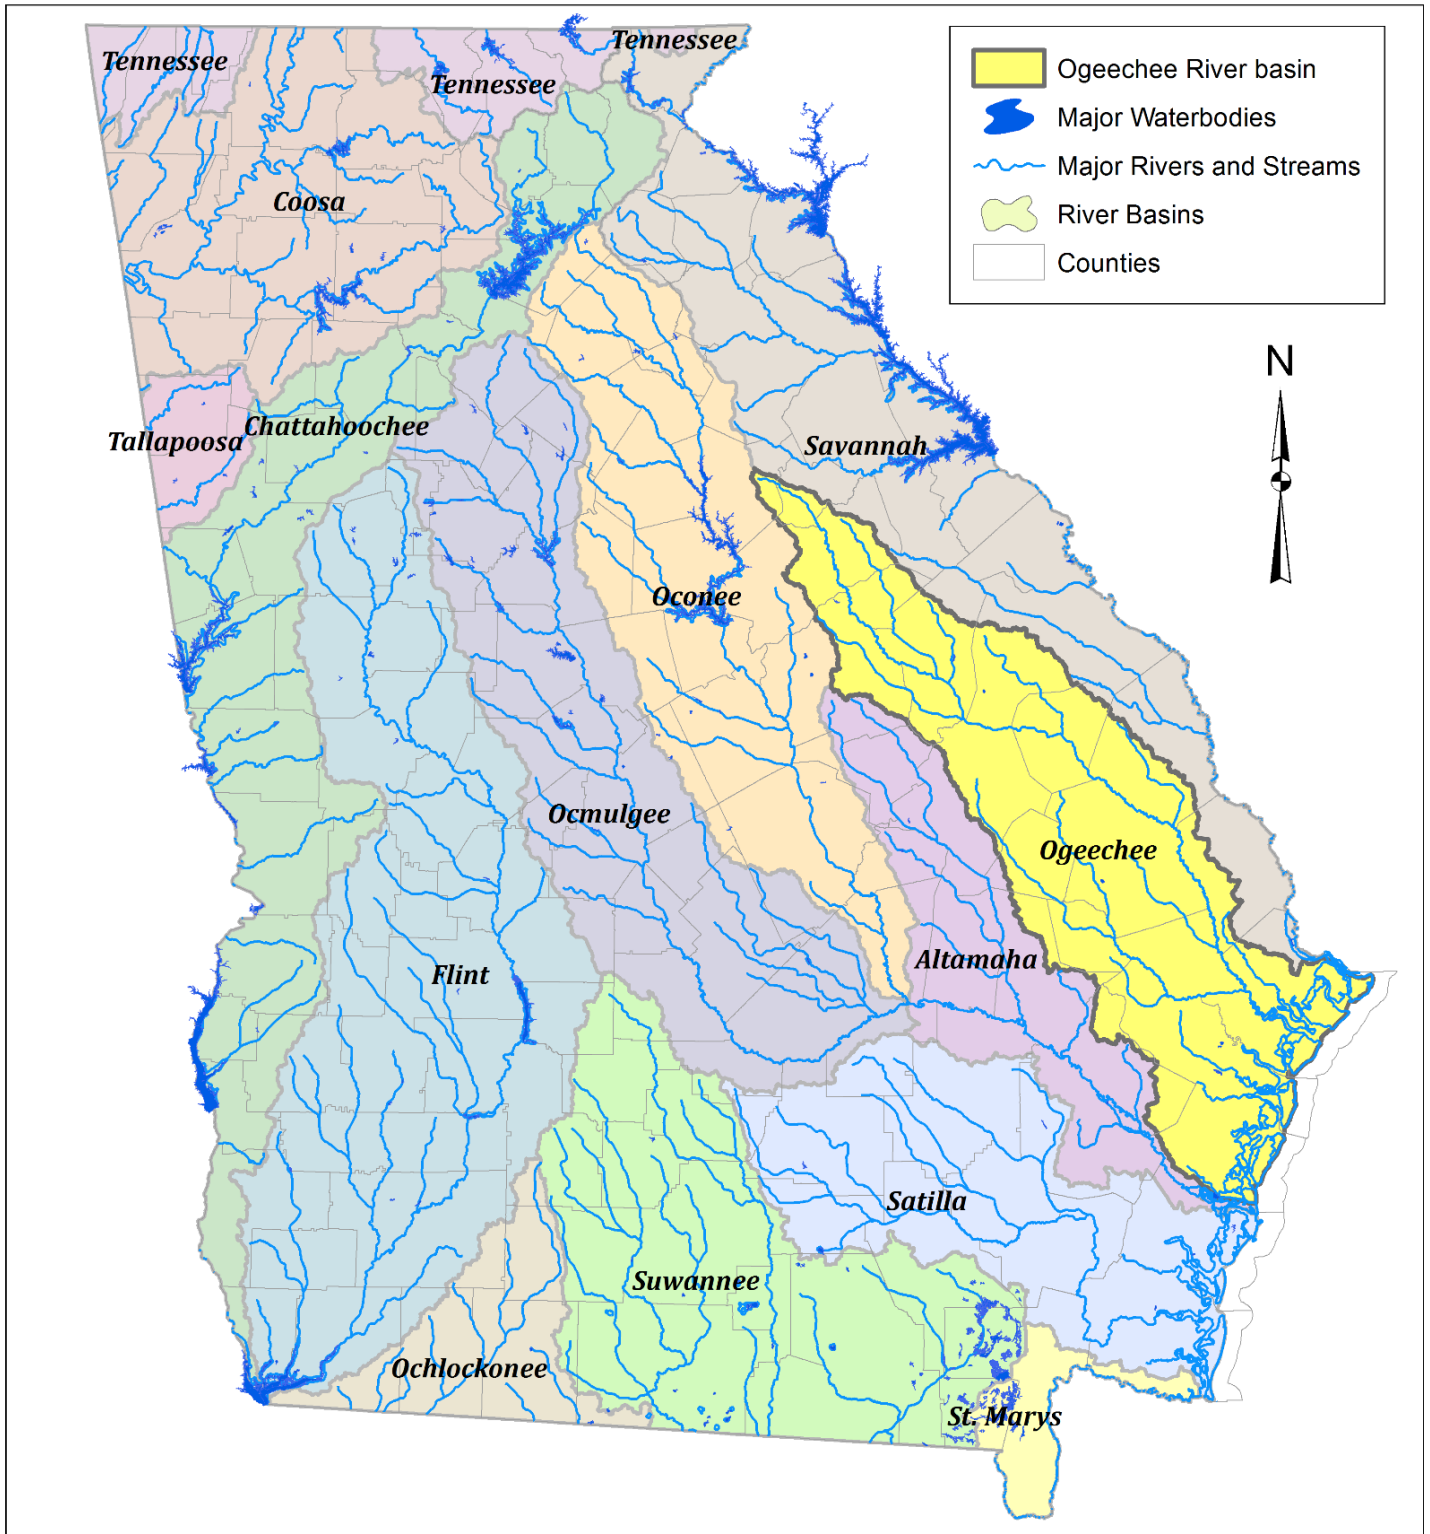 Tennessee
Tennessee
Tennessee
Ogeechee River basin
Major Waterbodies
Major Rivers and Streams
River Basins
Counties
Coosa
N
Tallapoosa
Chattahoochee
Savannah
Oconee
Ocmulgee
Ogeechee
Flint
Altamaha
Satilla
Suwannee
Ochlockonee
St. Marys